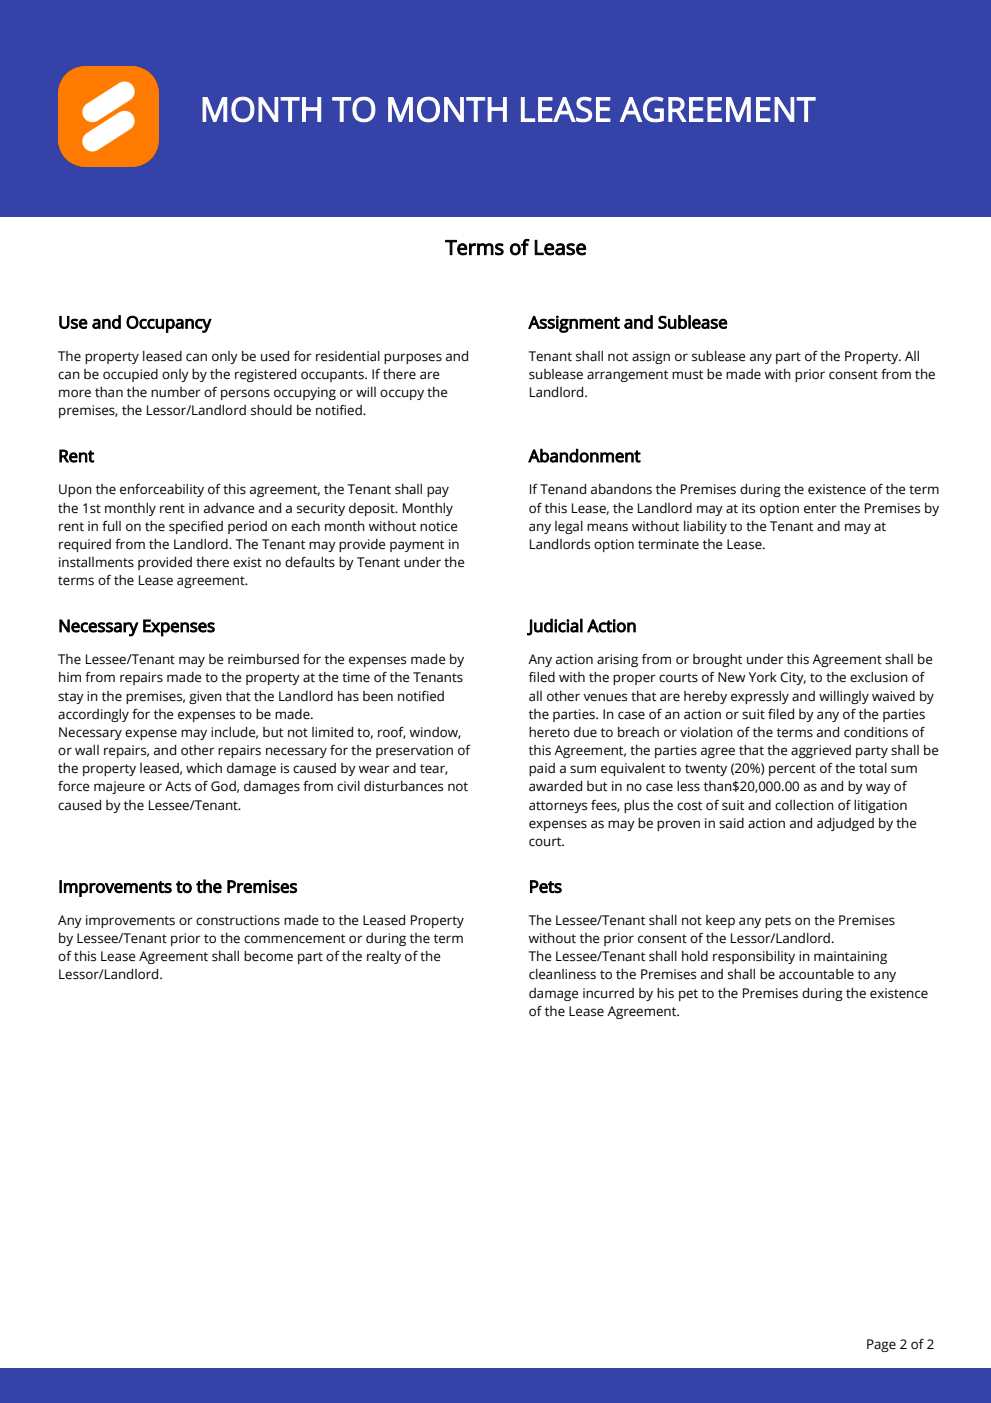 MONTH TO MONTH LEASE AGREEMENT
Terms of Lease
Use and Occupancy
The property leased can only be used for residential purposes and
can be occupied only by the registered occupants. If there are
more than the number of persons occupying or will occupy the
premises, the Lessor/Landlord should be notified.
Assignment and Sublease
Tenant shall not assign or sublease any part of the Property. All
sublease arrangement must be made with prior consent from the
Landlord.
Rent
Upon the enforceability of this agreement, the Tenant shall pay
the 1st monthly rent in advance and a security deposit. Monthly
rent in full on the specified period on each month without notice
required from the Landlord. The Tenant may provide payment in
installments provided there exist no defaults by Tenant under the
terms of the Lease agreement.
Abandonment
If Tenand abandons the Premises during the existence of the term
of this Lease, the Landlord may at its option enter the Premises by
any legal means without liability to the Tenant and may at
Landlords option terminate the Lease.
Necessary Expenses
The Lessee/Tenant may be reimbursed for the expenses made by
him from repairs made to the property at the time of the Tenants
stay in the premises, given that the Landlord has been notified
accordingly for the expenses to be made.
Necessary expense may include, but not limited to, roof, window,
or wall repairs, and other repairs necessary for the preservation of
the property leased, which damage is caused by wear and tear,
force majeure or Acts of God, damages from civil disturbances not
caused by the Lessee/Tenant.
Judicial Action
Any action arising from or brought under this Agreement shall be
filed with the proper courts of New York City, to the exclusion of
all other venues that are hereby expressly and willingly waived by
the parties. In case of an action or suit filed by any of the parties
hereto due to breach or violation of the terms and conditions of
this Agreement, the parties agree that the aggrieved party shall be
paid a sum equivalent to twenty (20%) percent of the total sum
awarded but in no case less than$20,000.00 as and by way of
attorneys fees, plus the cost of suit and collection of litigation
expenses as may be proven in said action and adjudged by the
court.
Improvements to the Premises
Any improvements or constructions made to the Leased Property
by Lessee/Tenant prior to the commencement or during the term
of this Lease Agreement shall become part of the realty of the
Lessor/Landlord.
Pets
The Lessee/Tenant shall not keep any pets on the Premises
without the prior consent of the Lessor/Landlord.
The Lessee/Tenant shall hold responsibility in maintaining
cleanliness to the Premises and shall be accountable to any
damage incurred by his pet to the Premises during the existence
of the Lease Agreement.
Page 2 of 2